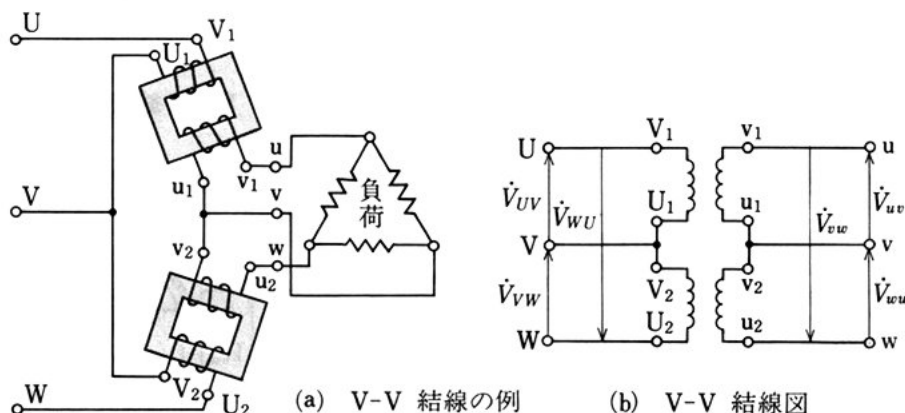 U
V₁
U₁
V
u₁
v₁
u
v
w
v₂
u₂
負荷
W
V₂
U₂
(a) V-V 結線の例
U
V₁
v₁
u
V̇UV
V̇WU
U₁
u₁
V̇vw
V̇uv
V
v
V̇VW
V₂
v₂
V̇wu
W
U₂
u₂
w
(b) V-V 結線図